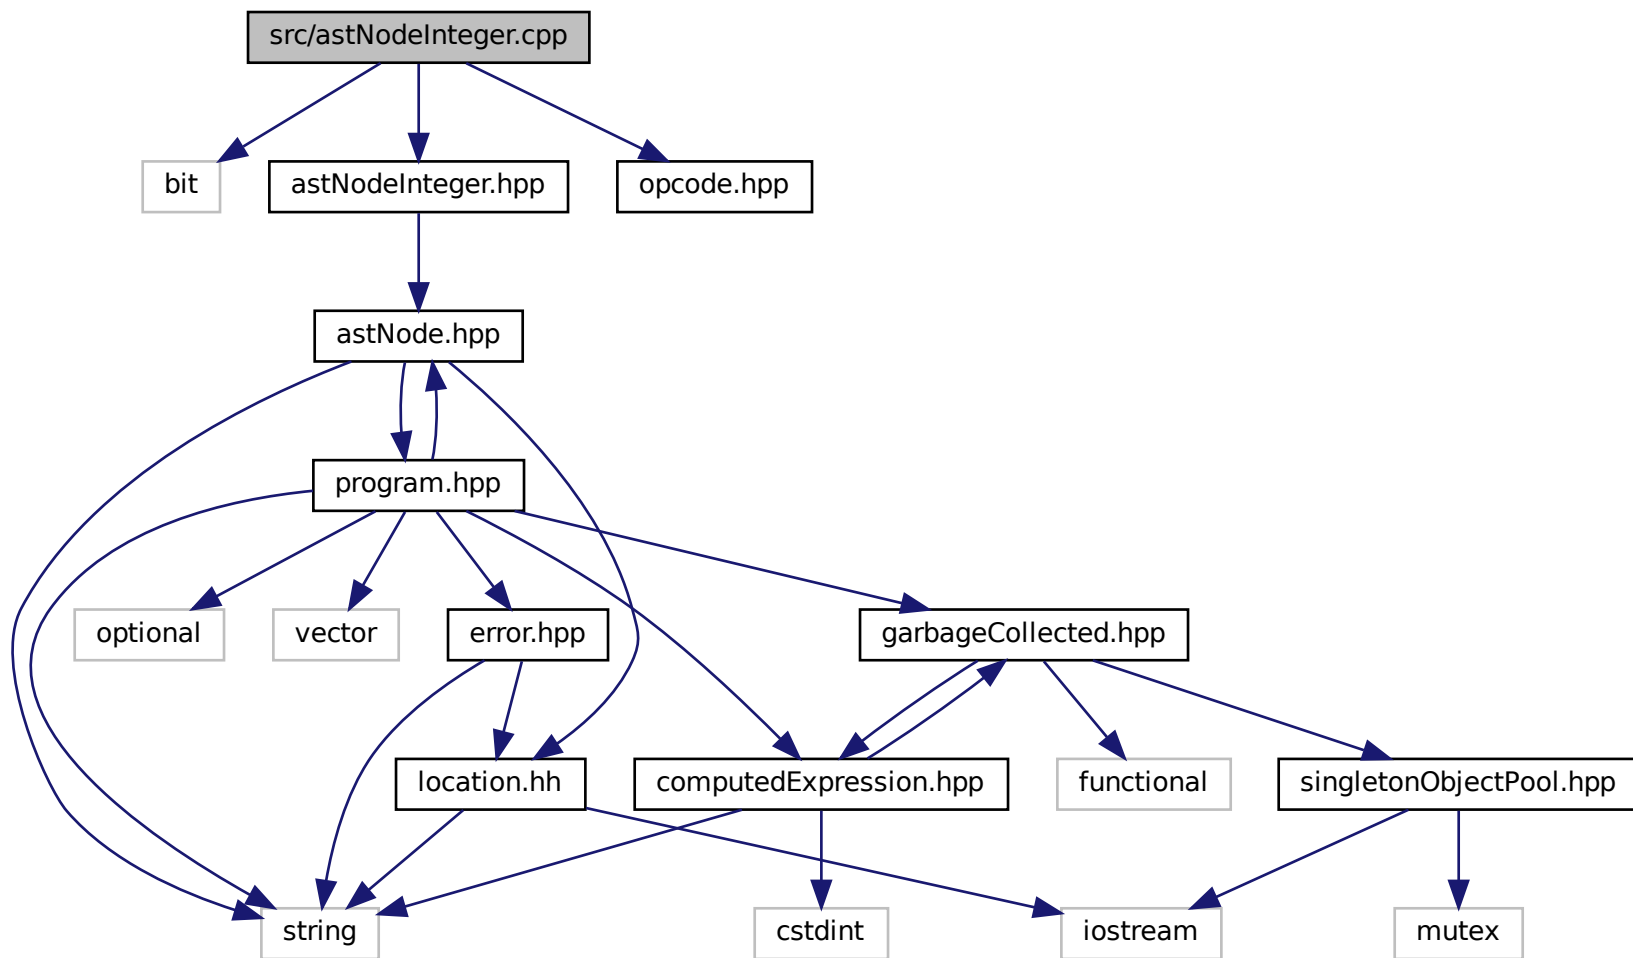 src/astNodeInteger.cpp
bit
astNodeInteger.hpp
opcode.hpp
astNode.hpp
program.hpp
optional
vector
error.hpp
garbageCollected.hpp
location.hh
computedExpression.hpp
functional
singletonObjectPool.hpp
string
cstdint
iostream
mutex